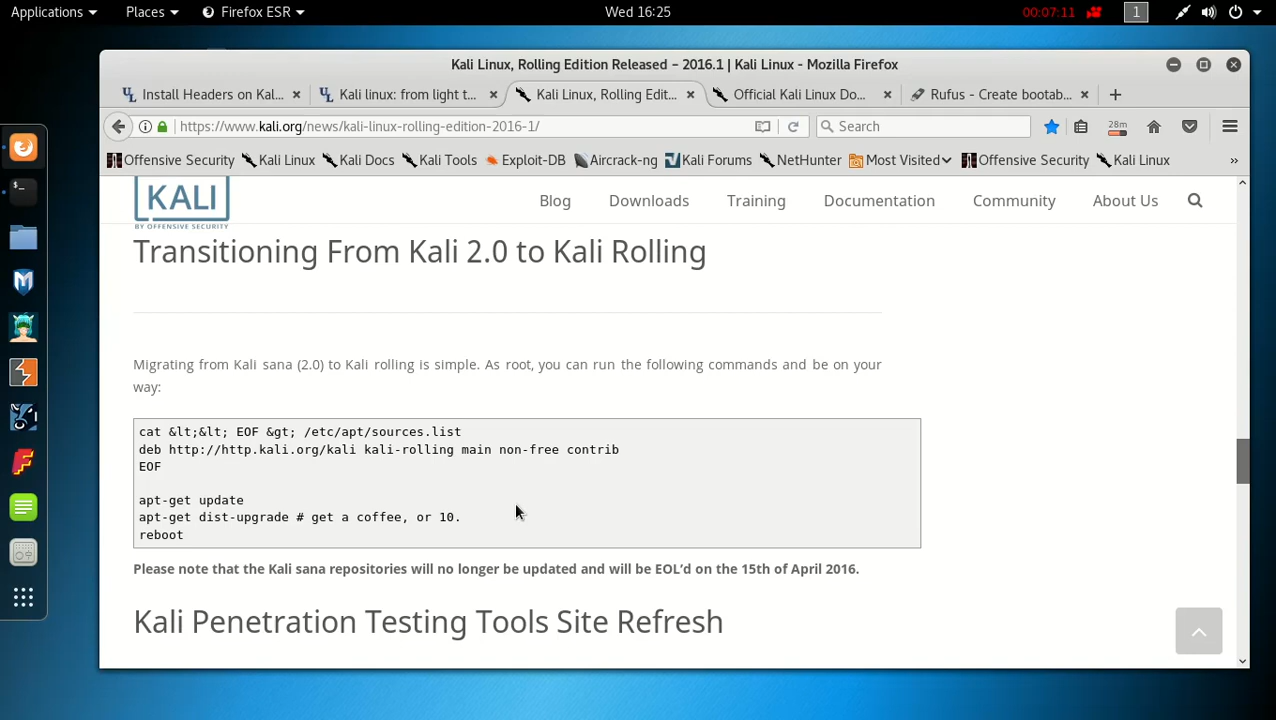 Applications Places Firefox ESR Wed 16:25 00:07:11 1
Kali Linux, Rolling Edition Released – 2016.1 | Kali Linux - Mozilla Firefox
Install Headers on Kal... Kali linux: from light t... Kali Linux, Rolling Edit... Official Kali Linux Do... Rufus - Create bootab...
https://www.kali.org/news/kali-linux-rolling-edition-2016-1/ Search 28m
Offensive Security Kali Linux Kali Docs Kali Tools Exploit-DB Aircrack-ng Kali Forums NetHunter Most Visited Offensive Security Kali Linux »
KALI
BY OFFENSIVE SECURITY
Blog Downloads Training Documentation Community About Us
Transitioning From Kali 2.0 to Kali Rolling
Migrating from Kali sana (2.0) to Kali rolling is simple. As root, you can run the following commands and be on your
way:
cat &lt;&lt; EOF &gt; /etc/apt/sources.list
deb http://http.kali.org/kali kali-rolling main non-free contrib
EOF
apt-get update
apt-get dist-upgrade # get a coffee, or 10.
reboot
Please note that the Kali sana repositories will no longer be updated and will be EOL’d on the 15th of April 2016.
Kali Penetration Testing Tools Site Refresh